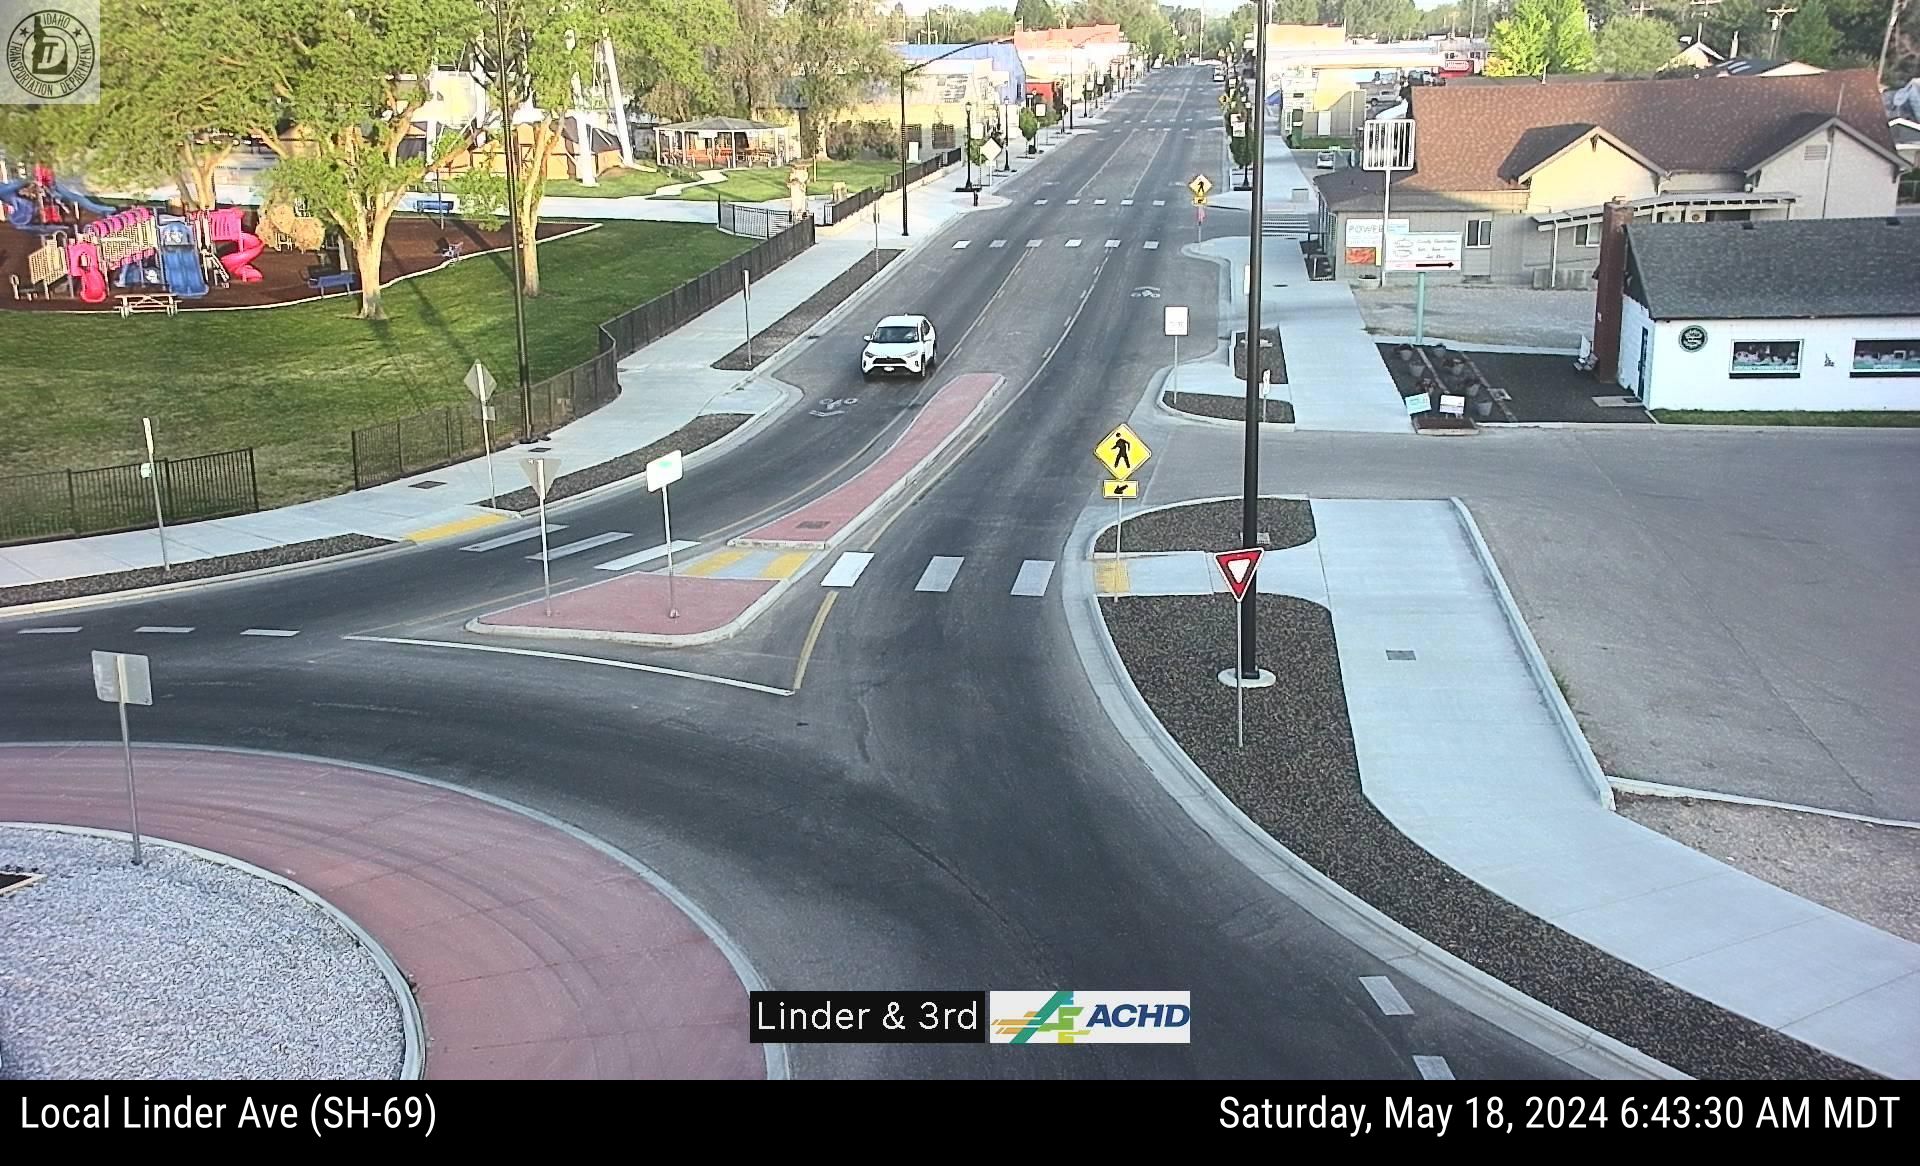 IDAHO
TRANSPORTATION DEPARTMENT
POWER
Linder & 3rd
ACHD
Local Linder Ave (SH-69)
Saturday, May 18, 2024 6:43:30 AM MDT